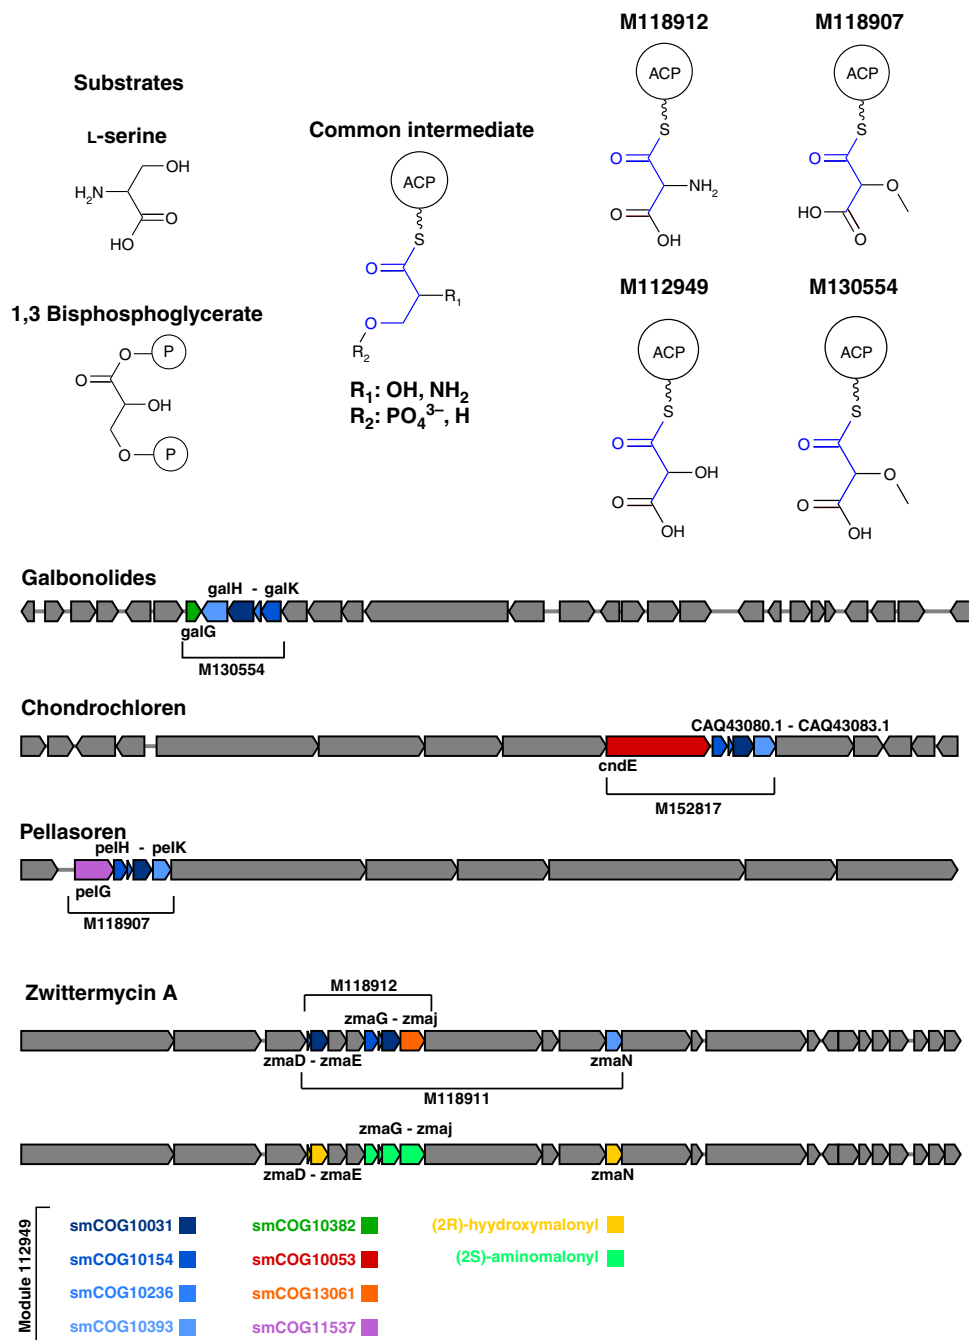 M118912
M118907
Substrates
L-serine
OH
H2N
O
HO
Common intermediate
ACP
S
O
R1
O
R2
R1: OH, NH2
R2: PO4 3–, H
ACP
S
O
NH2
O
OH
ACP
S
O
O
HO
O
1,3 Bisphosphoglycerate
O
P
O
OH
O
P
M112949
M130554
ACP
S
O
OH
O
OH
ACP
S
O
O
O
OH
Galbonolides
galH - galK
galG
M130554
Chondrochloren
CAQ43080.1 - CAQ43083.1
cndE
M152817
Pellasoren
pelH - pelK
pelG
M118907
Zwittermycin A
M118912
zmaG - zmaj
zmaD - zmaE
zmaN
M118911
zmaG - zmaj
zmaD - zmaE
zmaN
Module 112949
smCOG10031
smCOG10154
smCOG10236
smCOG10393
smCOG10382
smCOG10053
smCOG13061
smCOG11537
(2R)-hyydroxymalonyl
(2S)-aminomalonyl